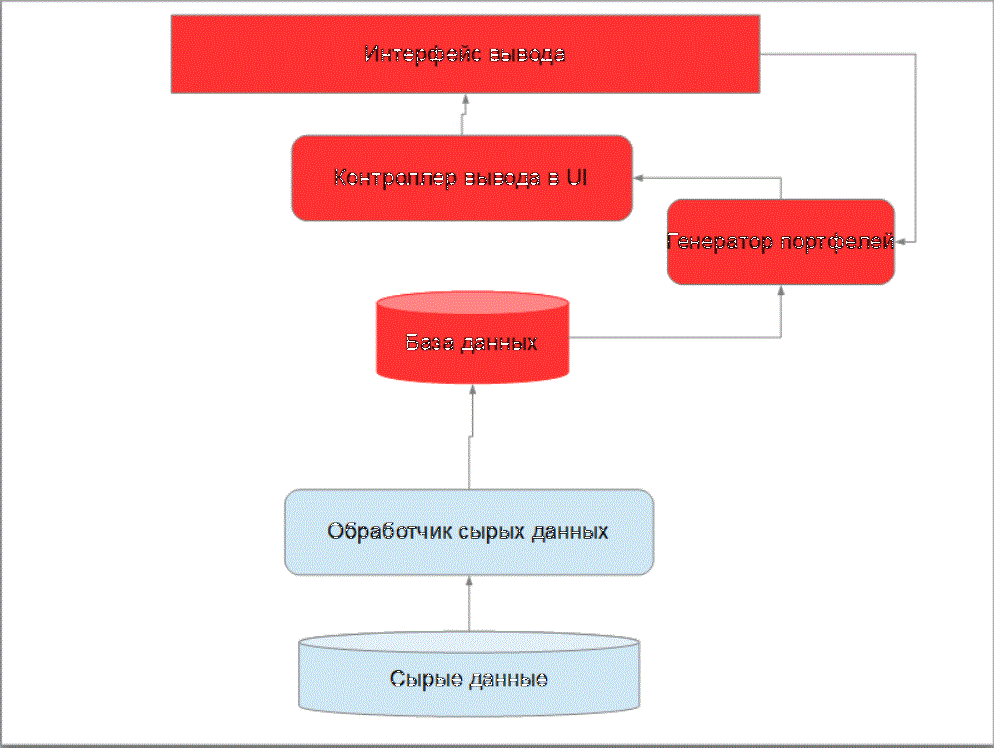 Интерфейс вывода
Контроллер вывода в UI
Генератор портфелей
База данных
Обработчик сырых данных
Сырые данные